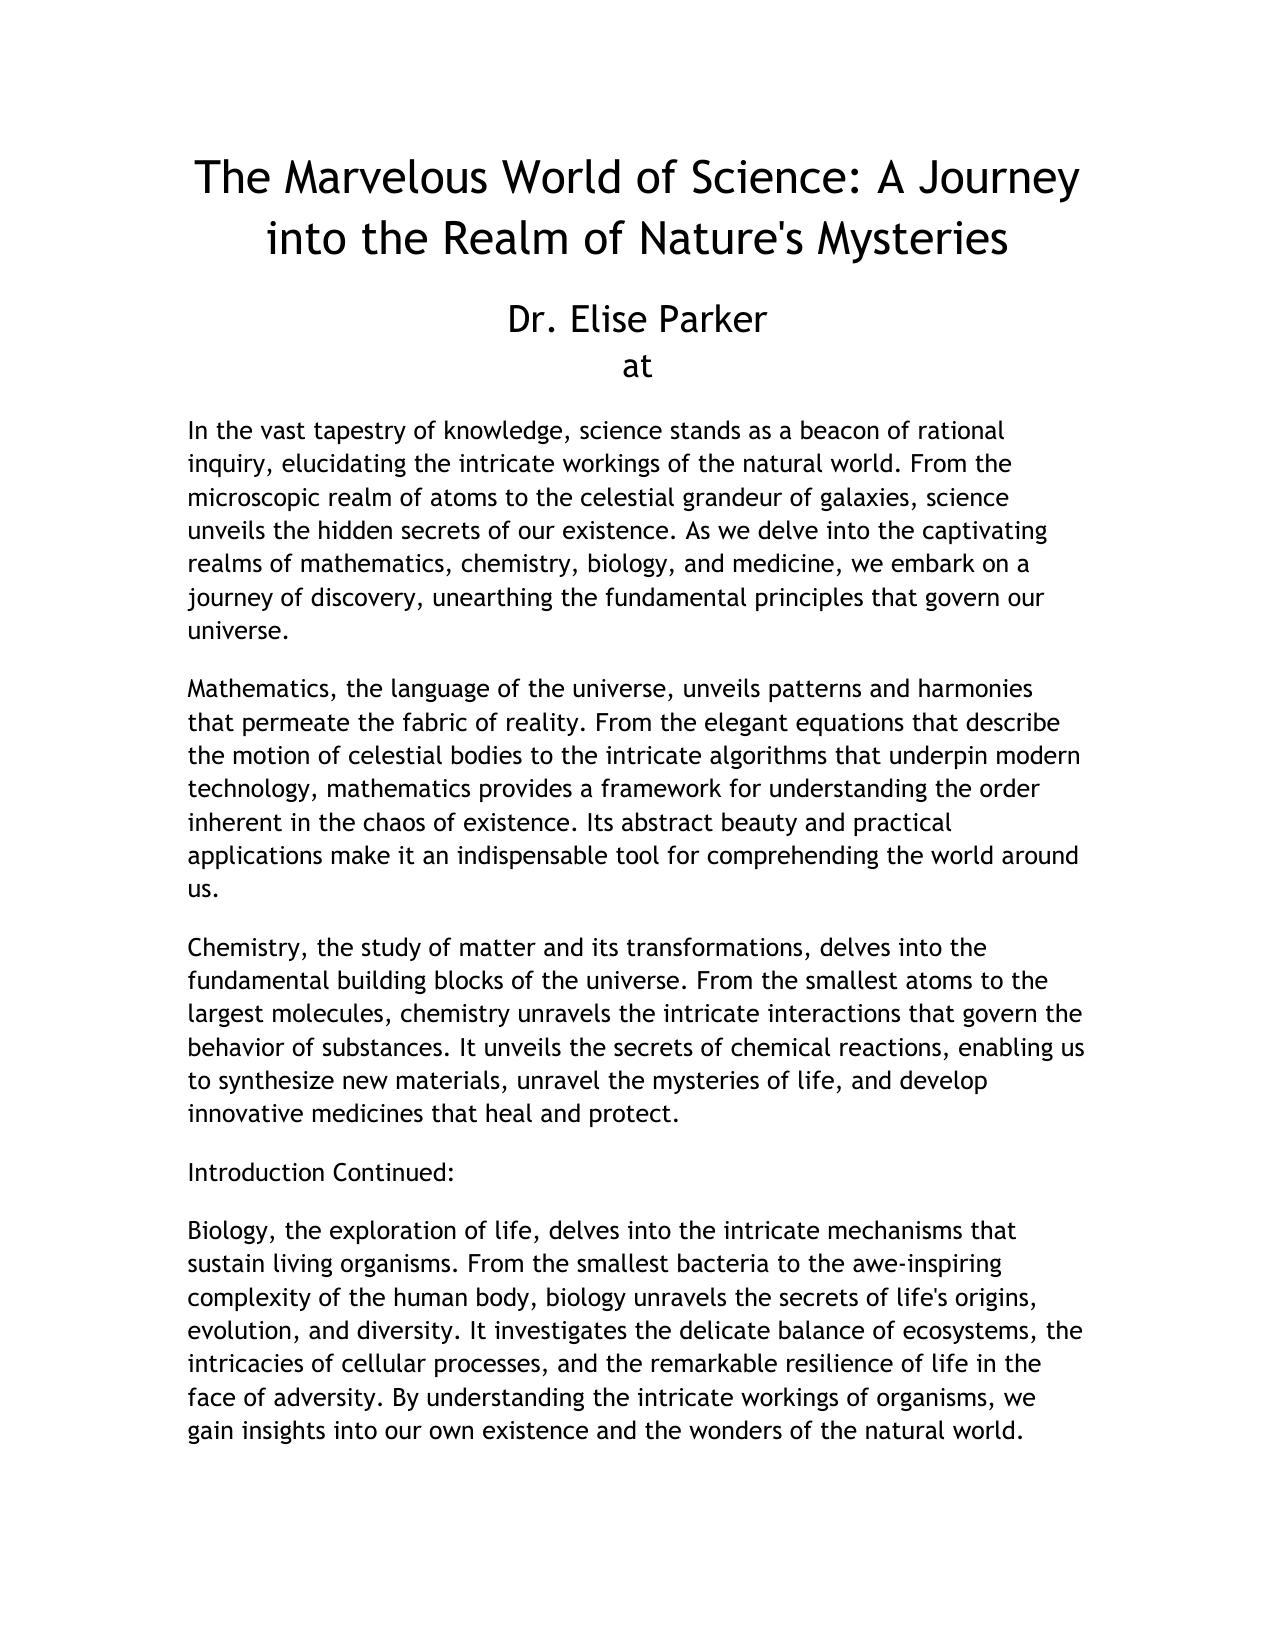 The Marvelous World of Science: A Journey
into the Realm of Nature's Mysteries
Dr. Elise Parker
at
In the vast tapestry of knowledge, science stands as a beacon of rational
inquiry, elucidating the intricate workings of the natural world. From the
microscopic realm of atoms to the celestial grandeur of galaxies, science
unveils the hidden secrets of our existence. As we delve into the captivating
realms of mathematics, chemistry, biology, and medicine, we embark on a
journey of discovery, unearthing the fundamental principles that govern our
universe.
Mathematics, the language of the universe, unveils patterns and harmonies
that permeate the fabric of reality. From the elegant equations that describe
the motion of celestial bodies to the intricate algorithms that underpin modern
technology, mathematics provides a framework for understanding the order
inherent in the chaos of existence. Its abstract beauty and practical
applications make it an indispensable tool for comprehending the world around
us.
Chemistry, the study of matter and its transformations, delves into the
fundamental building blocks of the universe. From the smallest atoms to the
largest molecules, chemistry unravels the intricate interactions that govern the
behavior of substances. It unveils the secrets of chemical reactions, enabling us
to synthesize new materials, unravel the mysteries of life, and develop
innovative medicines that heal and protect.
Introduction Continued:
Biology, the exploration of life, delves into the intricate mechanisms that
sustain living organisms. From the smallest bacteria to the awe-inspiring
complexity of the human body, biology unravels the secrets of life's origins,
evolution, and diversity. It investigates the delicate balance of ecosystems, the
intricacies of cellular processes, and the remarkable resilience of life in the
face of adversity. By understanding the intricate workings of organisms, we
gain insights into our own existence and the wonders of the natural world.